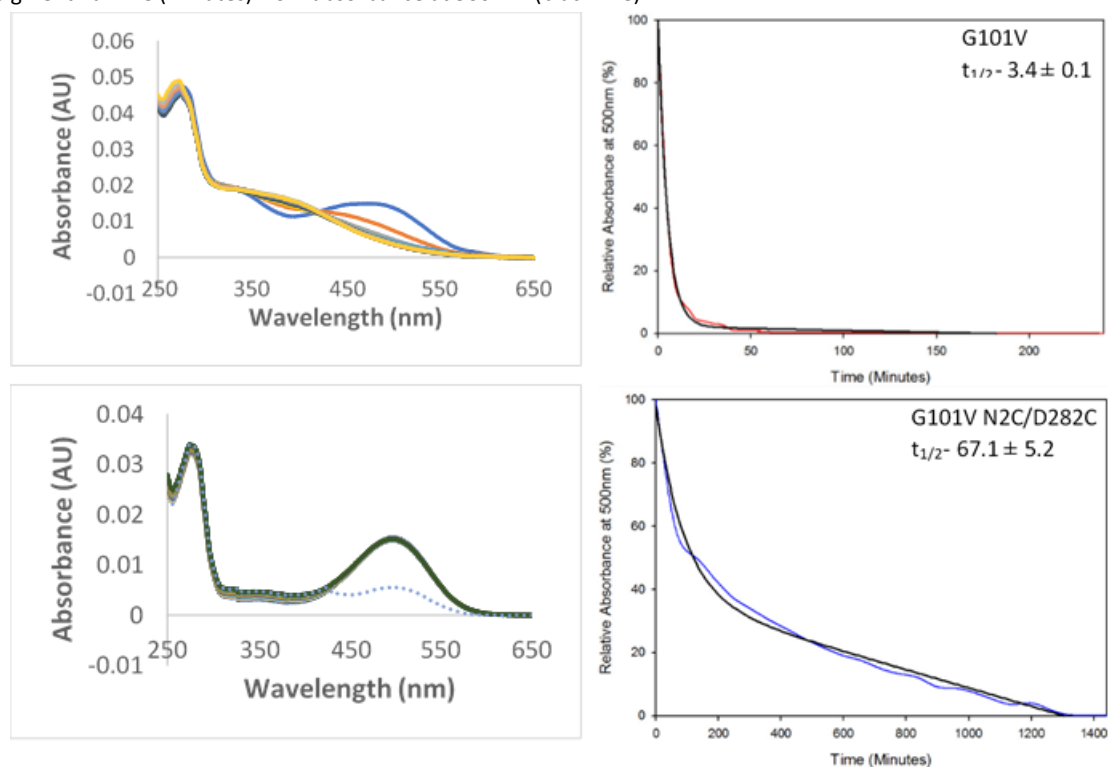 0.06
0.05
0.04
0.03
0.02
0.01
0
-0.01
250 350 450 550 650
Absorbance (AU)
Wavelength (nm)
G101V
t1/2- 3.4 ± 0.1
100
80
60
40
20
0
0 50 100 150 200
Relative Absorbance at 500nm (%)
Time (Minutes)
0.04
0.03
0.02
0.01
0
-0.01
250 350 450 550 650
Absorbance (AU)
Wavelength (nm)
G101V N2C/D282C
t1/2- 67.1 ± 5.2
100
80
60
40
20
0
0 200 400 600 800 1000 1200 1400
Relative Absorbance at 500nm (%)
Time (Minutes)